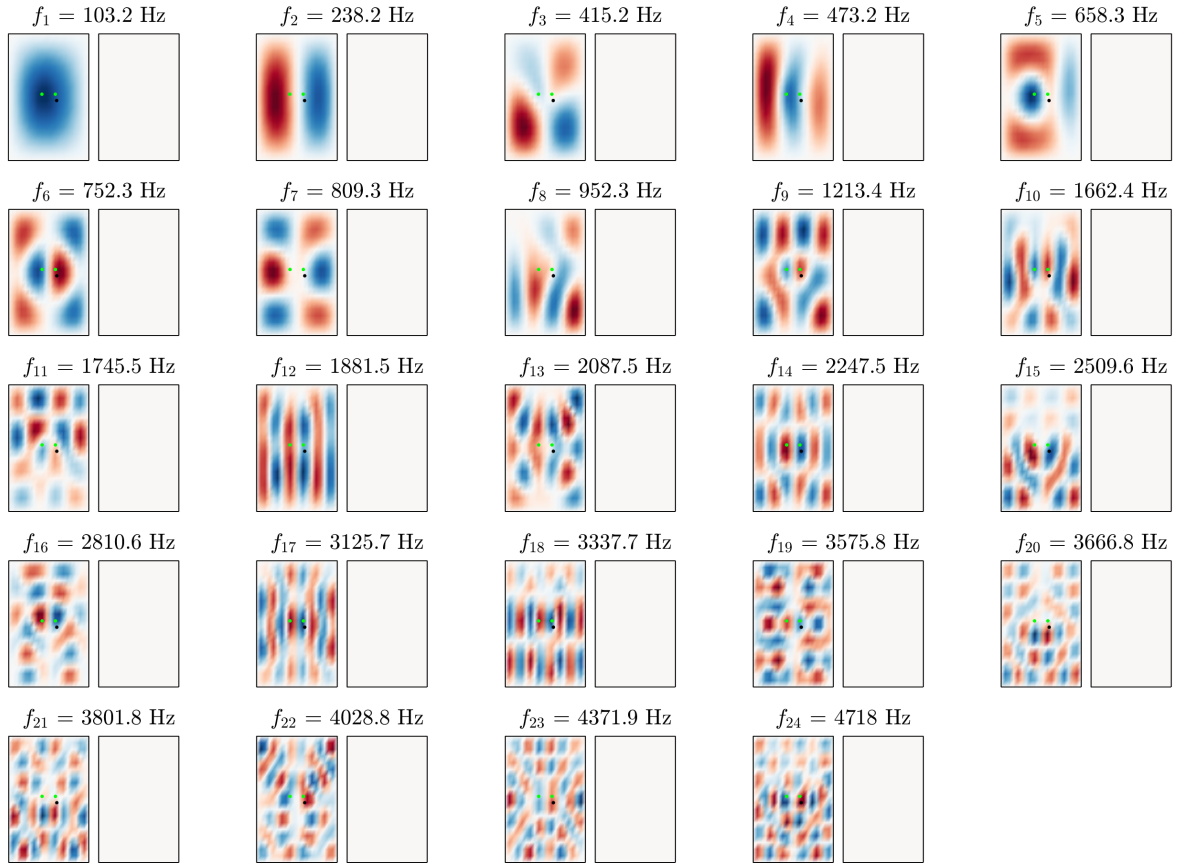 f₁ = 103.2 Hz
f₂ = 238.2 Hz
f₃ = 415.2 Hz
f₄ = 473.2 Hz
f₅ = 658.3 Hz
f₆ = 752.3 Hz
f₇ = 809.3 Hz
f₈ = 952.3 Hz
f₉ = 1213.4 Hz
f₁₀ = 1662.4 Hz
f₁₁ = 1745.5 Hz
f₁₂ = 1881.5 Hz
f₁₃ = 2087.5 Hz
f₁₄ = 2247.5 Hz
f₁₅ = 2509.6 Hz
f₁₆ = 2810.6 Hz
f₁₇ = 3125.7 Hz
f₁₈ = 3337.7 Hz
f₁₉ = 3575.8 Hz
f₂₀ = 3666.8 Hz
f₂₁ = 3801.8 Hz
f₂₂ = 4028.8 Hz
f₂₃ = 4371.9 Hz
f₂₄ = 4718 Hz